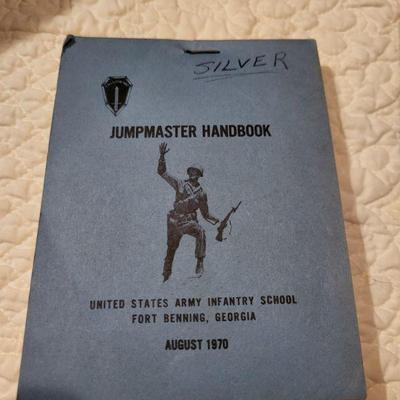 SILVER
JUMPMASTER HANDBOOK
UNITED STATES ARMY INFANTRY SCHOOL
FORT BENNING, GEORGIA
AUGUST 1970